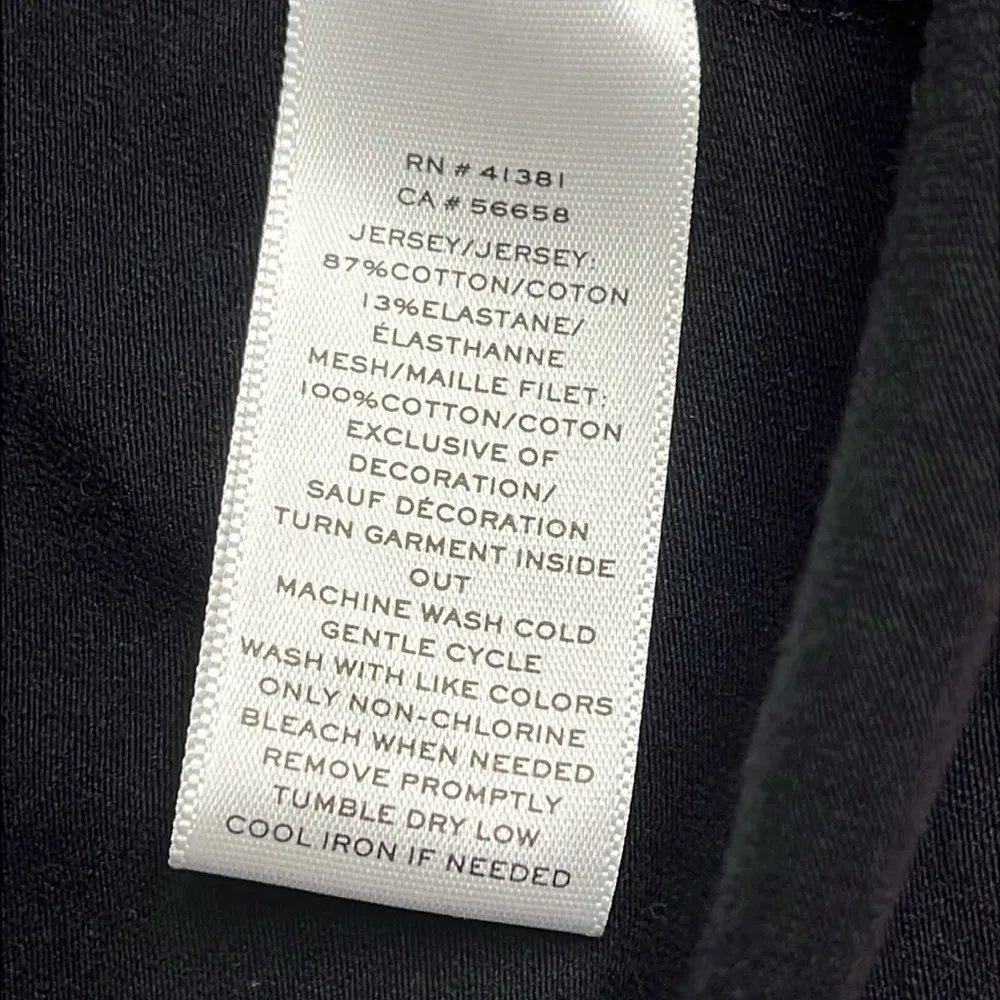 RN # 41381
CA # 56658
JERSEY/JERSEY:
87%COTTON/COTON
13%ELASTANE/
ÉLASTHANNE
MESH/MAILLE FILET:
100%COTTON/COTON
EXCLUSIVE OF
DECORATION/
SAUF DÉCORATION
TURN GARMENT INSIDE
OUT
MACHINE WASH COLD
GENTLE CYCLE
WASH WITH LIKE COLORS
ONLY NON-CHLORINE
BLEACH WHEN NEEDED
REMOVE PROMPTLY
TUMBLE DRY LOW
COOL IRON IF NEEDED